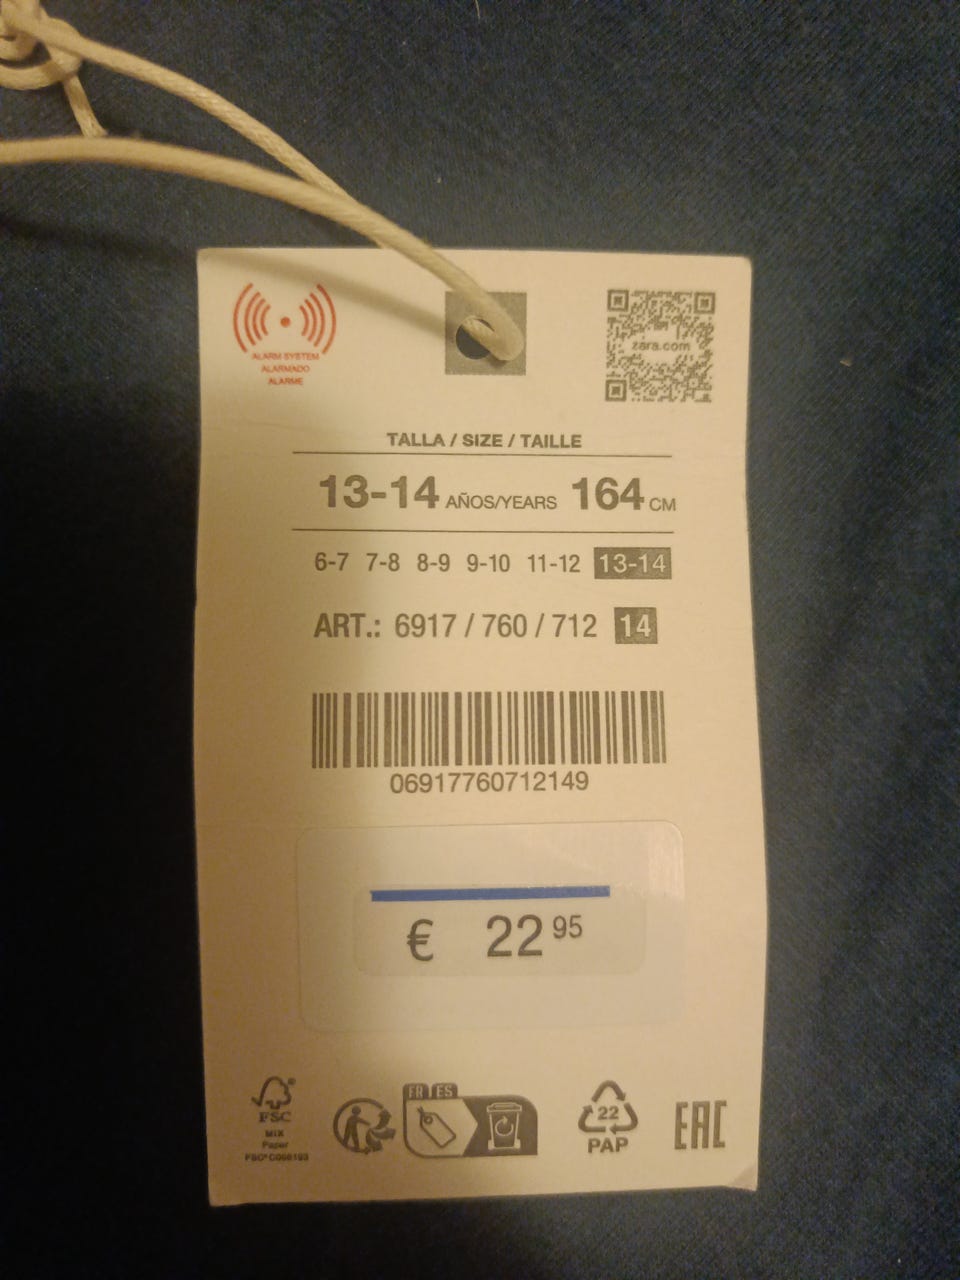 ALARM SYSTEM
ALARMADO
ALARME
zara.com
TALLA / SIZE / TAILLE
13-14 AÑOS/YEARS 164 CM
6-7 7-8 8-9 9-10 11-12 13-14
ART.: 6917 / 760 / 712 14
06917760712149
€ 22 95
FSC
MIX
Paper
FR ES
22
PAP
EAC